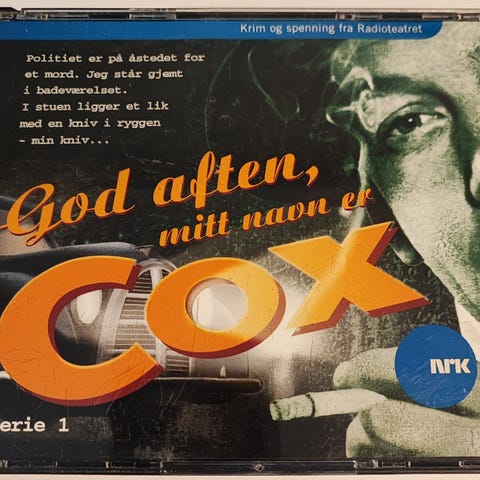 Krim og spenning fra Radioteatret
Politiet er på åstedet for
et mord. Jeg står gjemt
i badeværelset.
I stuen ligger et lik
med en kniv i ryggen
– min kniv...
God aften,
mitt navn er
COX
NRK
erie 1